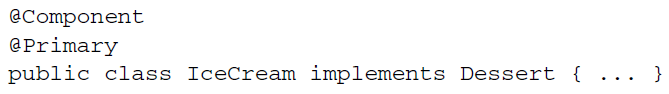 @Component
@Primary
public class IceCream implements Dessert { ... }